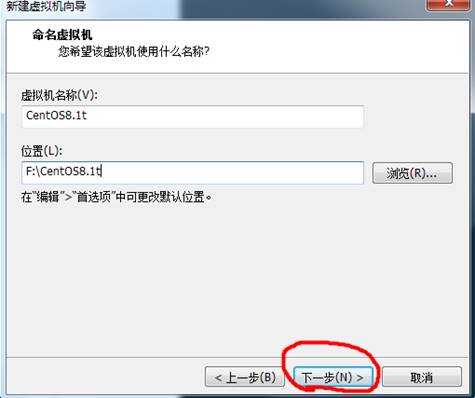 新建虚拟机向导
命名虚拟机
您希望该虚拟机使用什么名称?
虚拟机名称(V):
CentOS8.1t
位置(L):
F:\CentOS8.1t
浏览(R)...
在“编辑”>“首选项”中可更改默认位置。
< 上一步(B)
下一步(N) >
取消